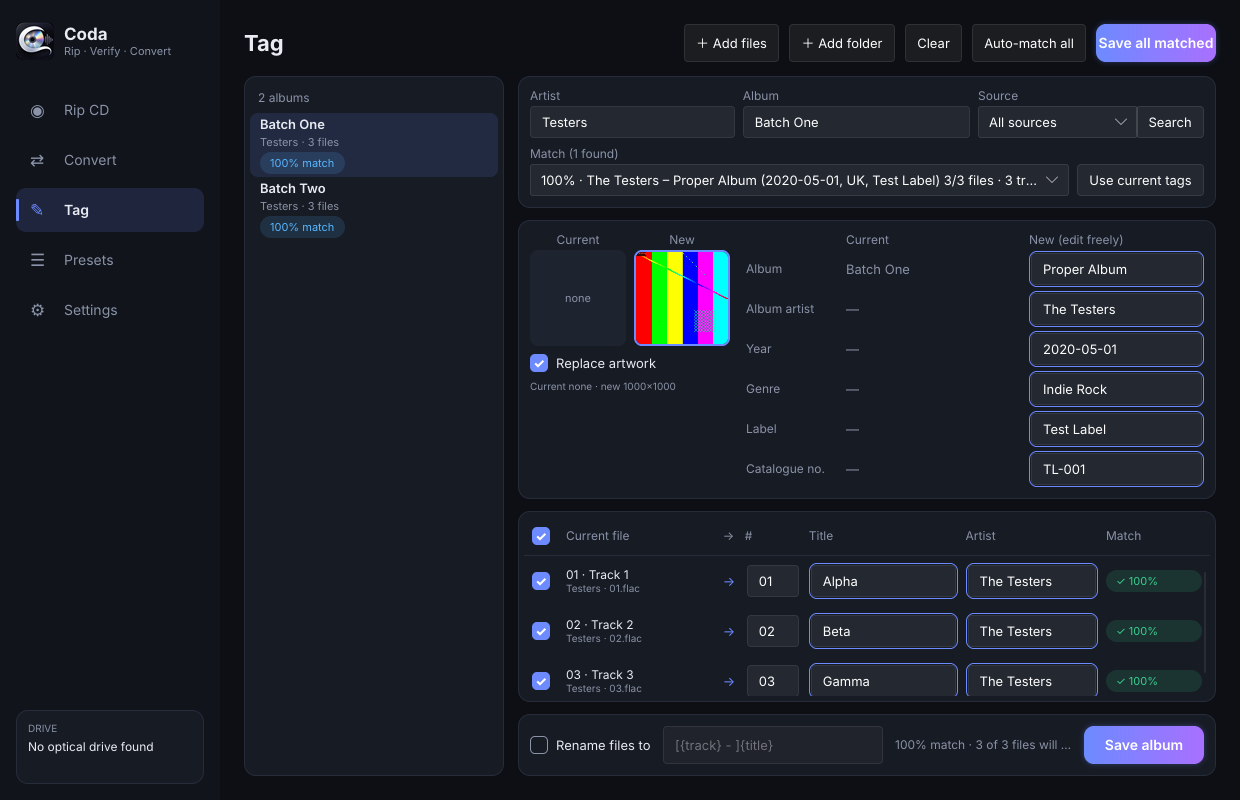 Coda
Rip · Verify · Convert
Rip CD
Convert
Tag
Presets
Settings
DRIVE
No optical drive found
Tag
+ Add files
+ Add folder
Clear
Auto-match all
Save all matched
2 albums
Batch One
Testers · 3 files
100% match
Batch Two
Testers · 3 files
100% match
Artist Album Source
Testers Batch One All sources Search
Match (1 found)
100% · The Testers – Proper Album (2020-05-01, UK, Test Label) 3/3 files · 3 tr... Use current tags
Current New
none
Replace artwork
Current none · new 1000×1000
Current New (edit freely)
Album Batch One Proper Album
Album artist — The Testers
Year — 2020-05-01
Genre — Indie Rock
Label — Test Label
Catalogue no. — TL-001
Current file → # Title Artist Match
01 · Track 1 → 01 Alpha The Testers ✓ 100%
Testers · 01.flac
02 · Track 2 → 02 Beta The Testers ✓ 100%
Testers · 02.flac
03 · Track 3 → 03 Gamma The Testers ✓ 100%
Testers · 03.flac
Rename files to [{track} - ]{title} 100% match · 3 of 3 files will ... Save album